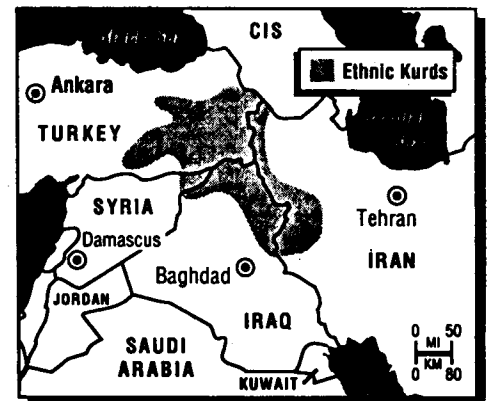 CIS
Ethnic Kurds
Ankara
TURKEY
SYRIA
Tehran
Damascus
Baghdad
IRAN
JORDAN
IRAQ
SAUDI
ARABIA
KUWAIT
0 50
MI
KM
0 80